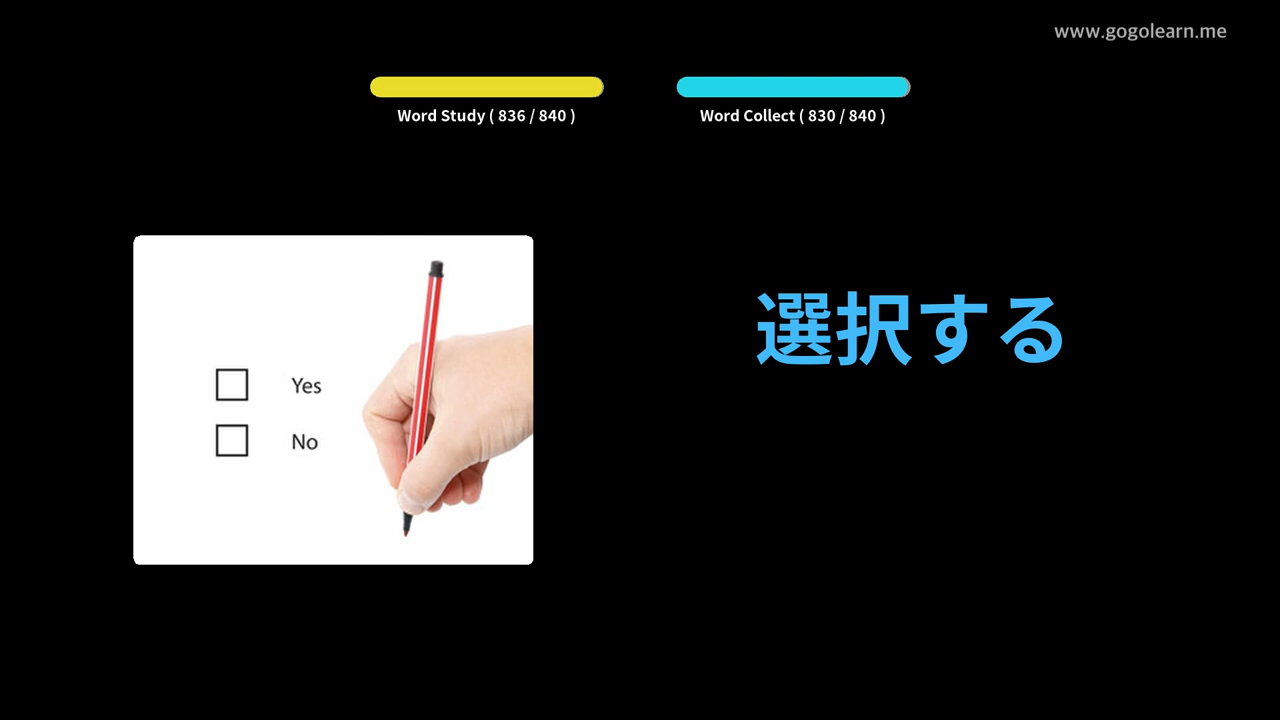 www.gogolearn.me
Word Study ( 836 / 840 )
Word Collect ( 830 / 840 )
Yes
No
選択する